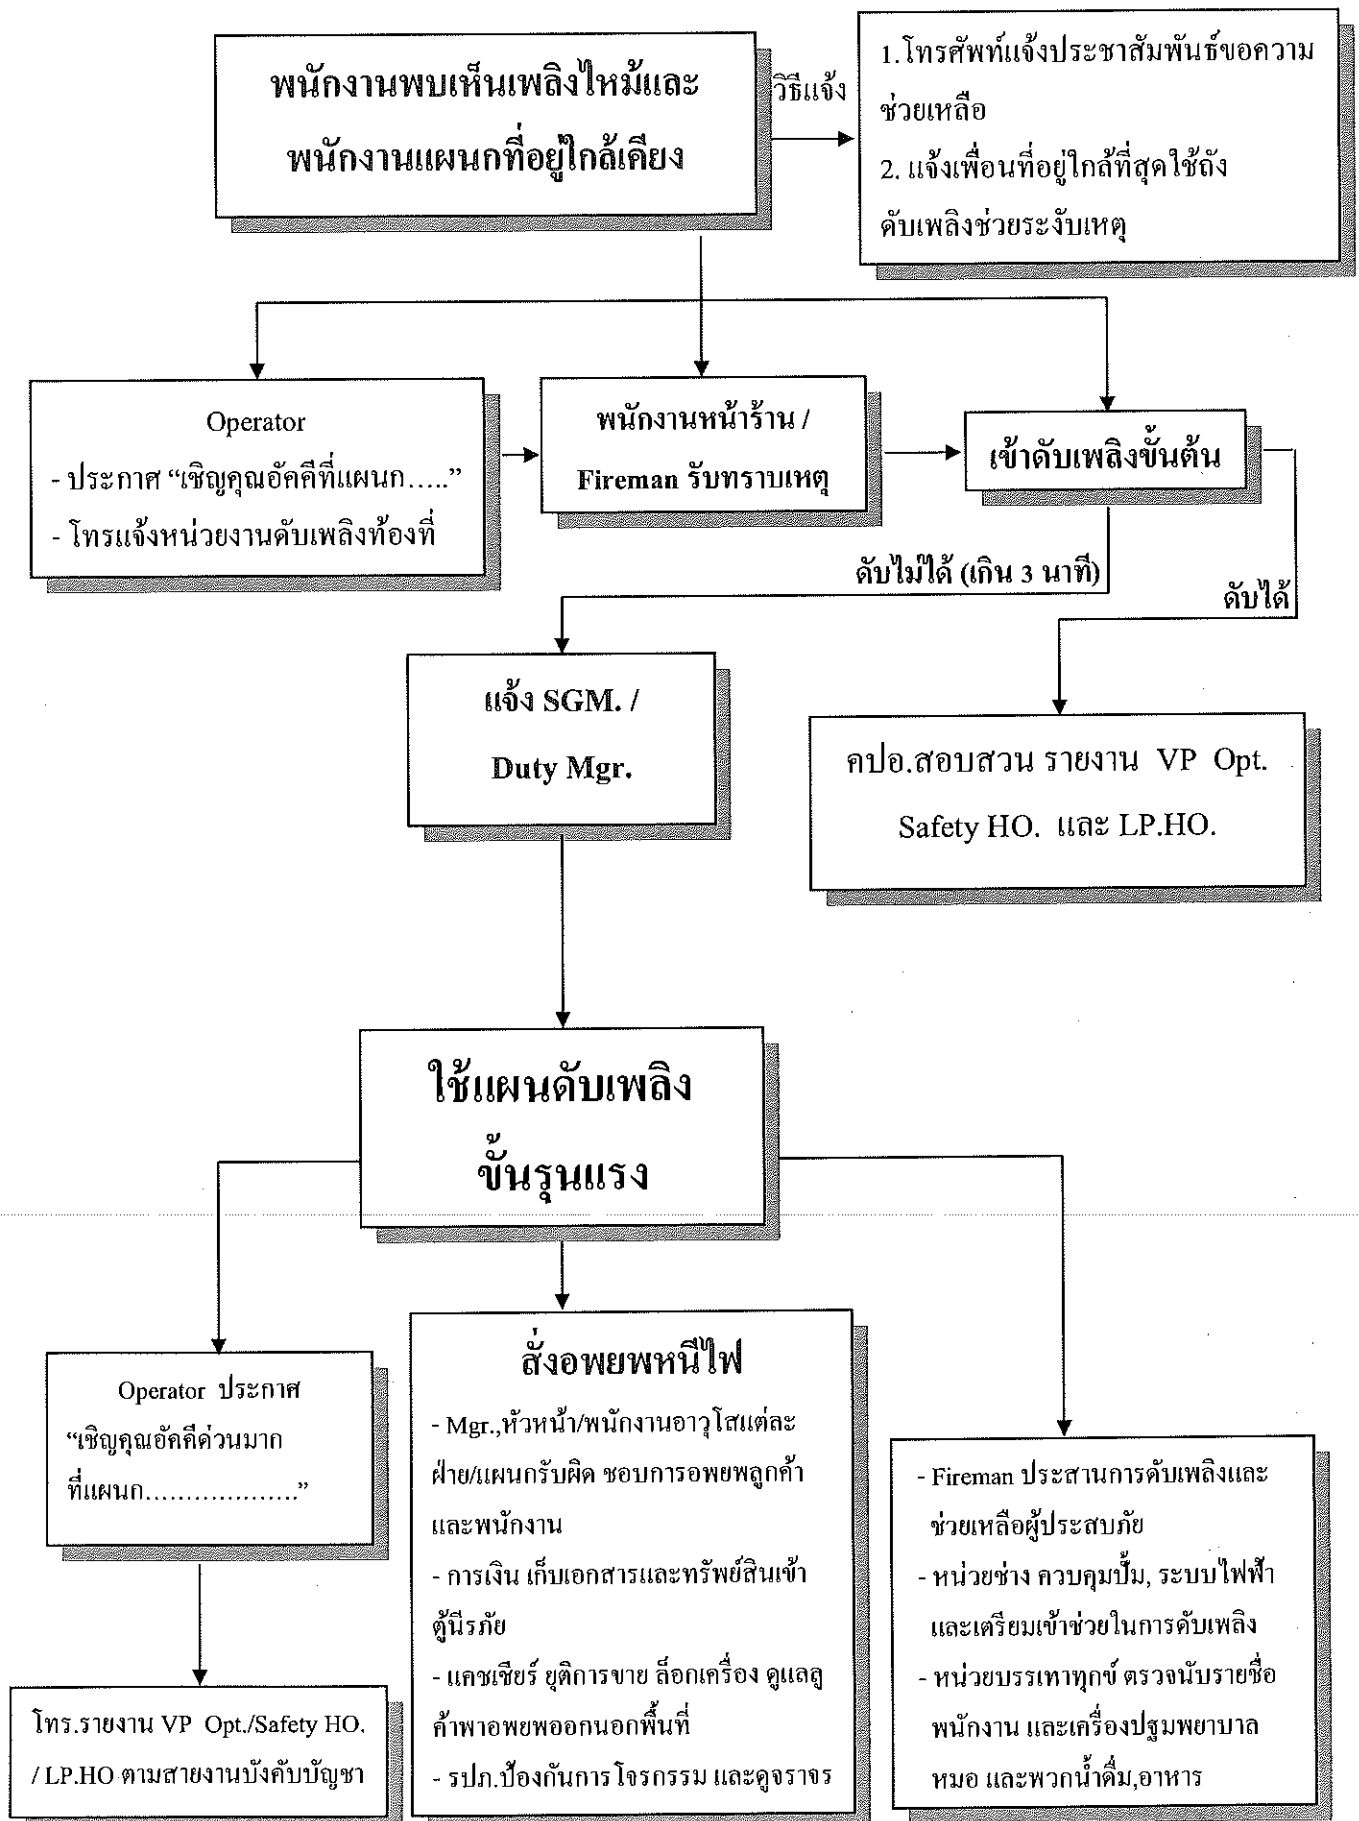 พนักงานพบเห็นเพลิงไหม้และ
พนักงานแผนกที่อยู่ใกล้เคียง
วิธีแจ้ง
1.โทรศัพท์แจ้งประชาสัมพันธ์ขอความ
ช่วยเหลือ
2. แจ้งเพื่อนที่อยู่ใกล้ที่สุดใช้ถัง
ดับเพลิงช่วยระงับเหตุ
Operator
- ประกาศ “เชิญคุณอัคคีที่แผนก…..”
- โทรแจ้งหน่วยงานดับเพลิงท้องที่
พนักงานหน้าร้าน /
Fireman รับทราบเหตุ
เข้าดับเพลิงขั้นต้น
ดับไม่ได้ (เกิน 3 นาที)
ดับได้
แจ้ง SGM. /
Duty Mgr.
คปอ.สอบสวน รายงาน VP Opt.
Safety HO. และ LP.HO.
ใช้แผนดับเพลิง
ขั้นรุนแรง
Operator ประกาศ
“เชิญคุณอัคคีด่วนมาก
ที่แผนก………………..”
โทร.รายงาน VP Opt./Safety HO.
/ LP.HO ตามสายงานบังคับบัญชา
สั่งอพยพหนีไฟ
- Mgr.,หัวหน้า/พนักงานอาวุโสแต่ละ
ฝ่าย/แผนกรับผิด ชอบการอพยพลูกค้า
และพนักงาน
- การเงิน เก็บเอกสารและทรัพย์สินเข้า
ตู้นิรภัย
- แคชเชียร์ ยุติการขาย ล็อกเครื่อง ดูแลลู
ค้าพาอพยพออกนอกพื้นที่
- รปภ.ป้องกันการโจรกรรม และดูจราจร
- Fireman ประสานการดับเพลิงและ
ช่วยเหลือผู้ประสบภัย
- หน่วยช่าง ควบคุมปั้ม, ระบบไฟฟ้า
และเตรียมเข้าช่วยในการดับเพลิง
- หน่วยบรรเทาทุกข์ ตรวจนับรายชื่อ
พนักงาน และเครื่องปฐมพยาบาล
หมอ และพวกน้ำดื่ม,อาหาร